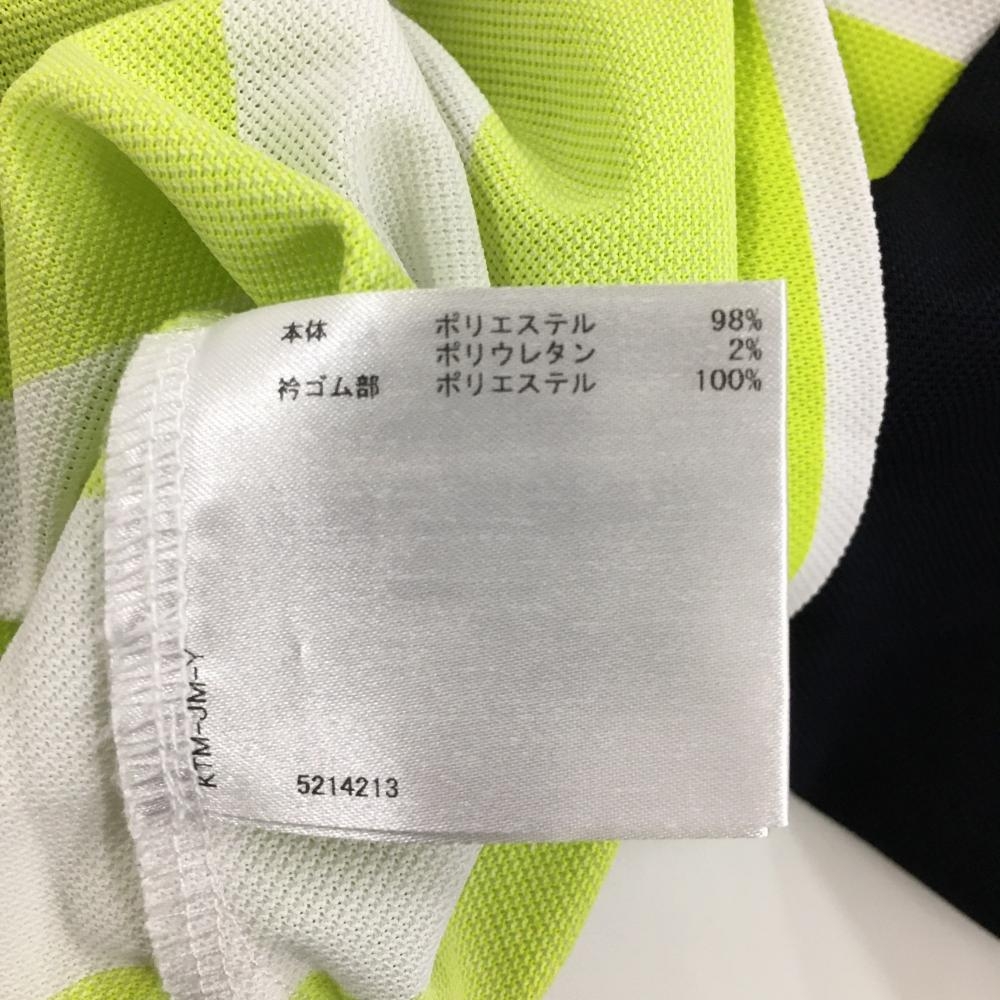 本体 ポリエステル 98%
ポリウレタン 2%
衿ゴム部 ポリエステル 100%
KTM-JM-Y
5214213